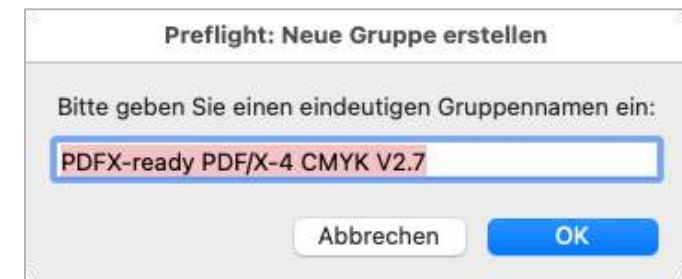 Preflight: Neue Gruppe erstellen
Bitte geben Sie einen eindeutigen Gruppennamen ein:
PDFX-ready PDF/X-4 CMYK V2.7
Abbrechen OK